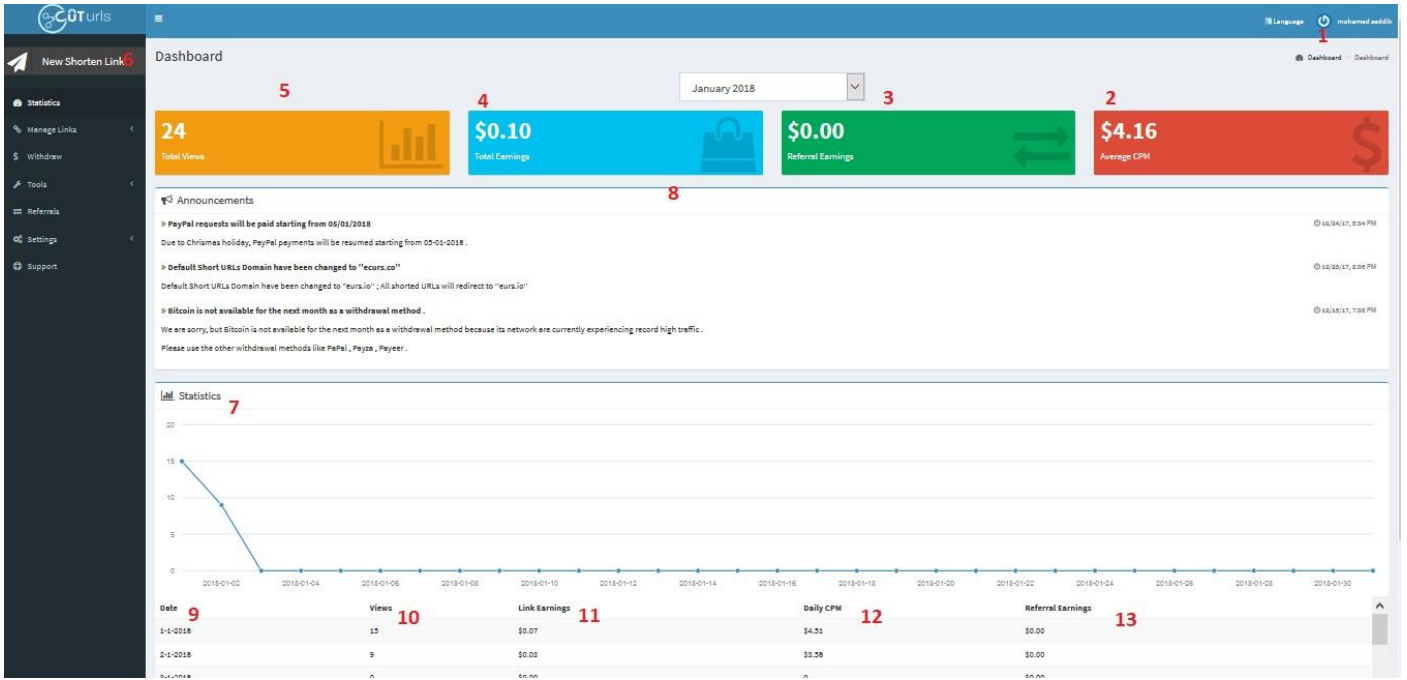 CÛTurls
Language
mohamed seddik
1
New Shorten Link
6
Statistics
Manage Links
Withdraw
Tools
Referrals
Settings
Support
Dashboard
Dashboard > Dashboard
January 2018
5
24
Total Views
4
$0.10
Total Earnings
3
$0.00
Referral Earnings
2
$4.16
Average CPM
8
Announcements
» PayPal requests will be paid starting from 05/01/2018
Due to Chrismas holiday, PayPal payments will be resumed starting from 05-01-2018 .
» Default Short URLs Domain have been changed to "ecurs.co"
Default Short URLs Domain have been changed to "eurs.io" ; All shorted URLs will redirect to "eurs.io"
» Bitcoin is not available for the next month as a withdrawal method .
We are sorry, but Bitcoin is not available for the next month as a withdrawal method because its network are currently experiencing record high traffic .
Please use the other withdrawal methods like PaPal , Payza , Payeer .
Statistics
7
20
15
10
5
0
2018-01-02 2018-01-04 2018-01-06 2018-01-08 2018-01-10 2018-01-12 2018-01-14 2018-01-16 2018-01-18 2018-01-20 2018-01-22 2018-01-24 2018-01-26 2018-01-28 2018-01-30
Date 9 Views 10 Link Earnings 11 Daily CPM 12 Referral Earnings 13
1-1-2018 15 $0.07 $4.51 $0.00
2-1-2018 9 $0.03 $3.58 $0.00
3-1-2018 0 $0.00 0 $0.00